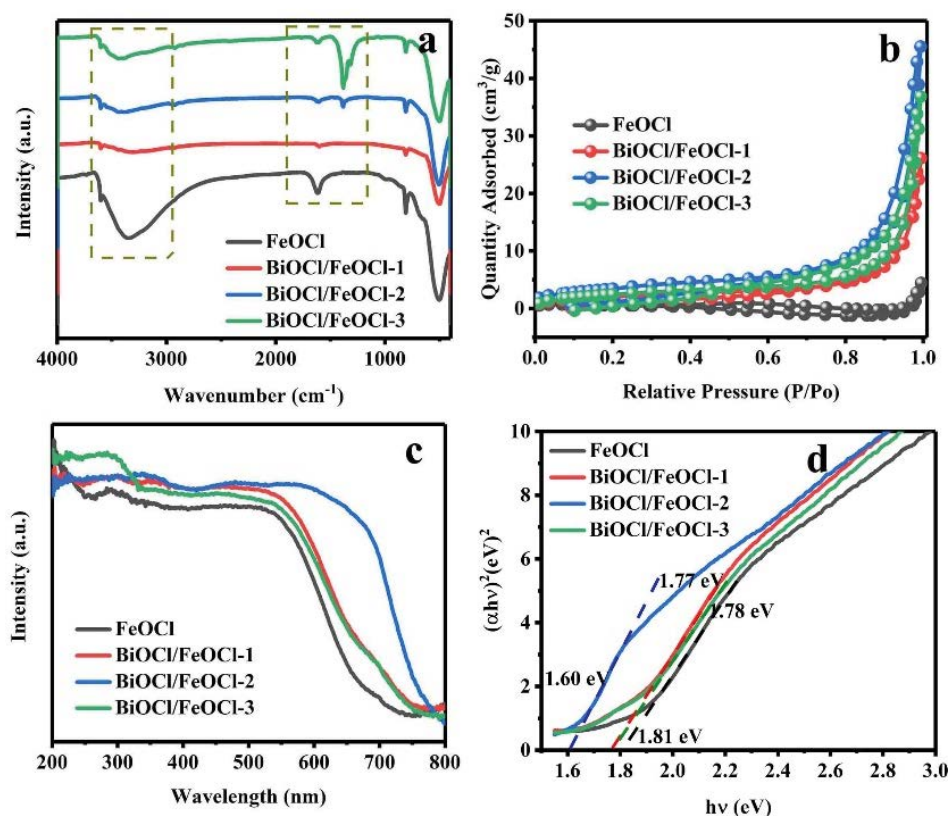 a
Intensity (a.u.)
FeOCl
BiOCl/FeOCl-1
BiOCl/FeOCl-2
BiOCl/FeOCl-3
4000 3000 2000 1000
Wavenumber (cm⁻¹)
b
Quantity Adsorbed (cm³/g)
50
40
30
20
10
0
FeOCl
BiOCl/FeOCl-1
BiOCl/FeOCl-2
BiOCl/FeOCl-3
0.0 0.2 0.4 0.6 0.8 1.0
Relative Pressure (P/Po)
c
Intensity (a.u.)
FeOCl
BiOCl/FeOCl-1
BiOCl/FeOCl-2
BiOCl/FeOCl-3
200 300 400 500 600 700 800
Wavelength (nm)
d
(αhν)²(eV)²
10
8
6
4
2
0
FeOCl
BiOCl/FeOCl-1
BiOCl/FeOCl-2
BiOCl/FeOCl-3
1.77 eV
1.78 eV
1.60 eV
1.81 eV
1.6 1.8 2.0 2.2 2.4 2.6 2.8 3.0
hν (eV)